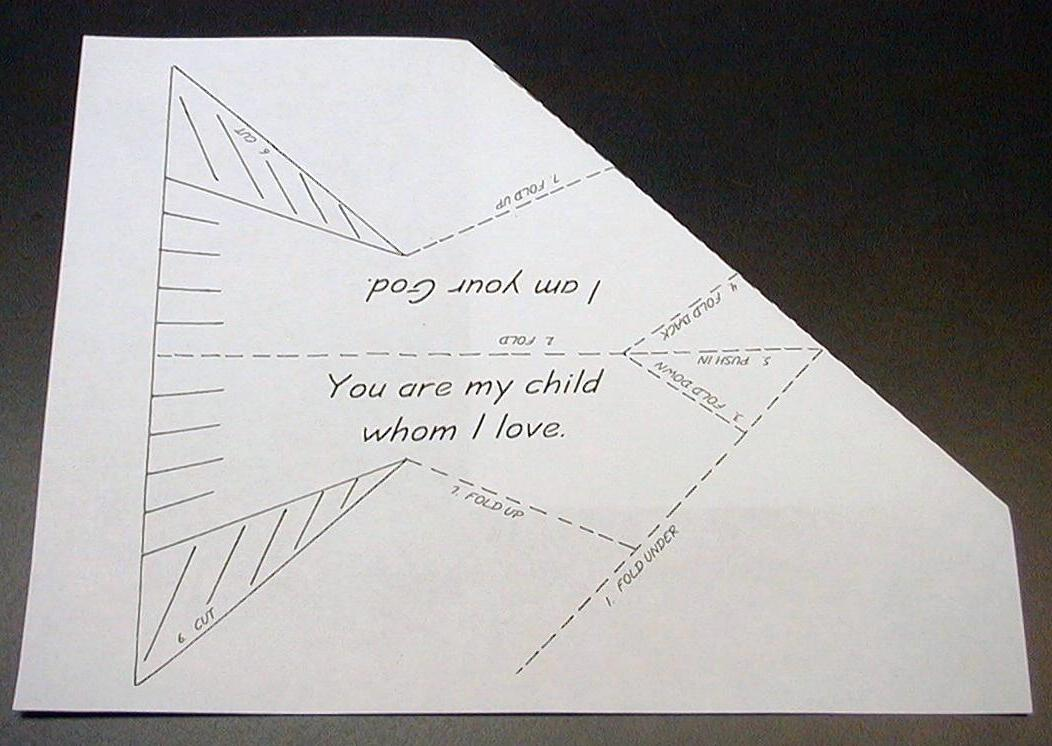 6 CUT
7. FOLD UP
I am your God.
4. FOLD BACK
2 FOLD
5. PUSH IN
3. FOLD DOWN
You are my child
whom I love.
7. FOLD UP
1. FOLD UNDER
6 CUT